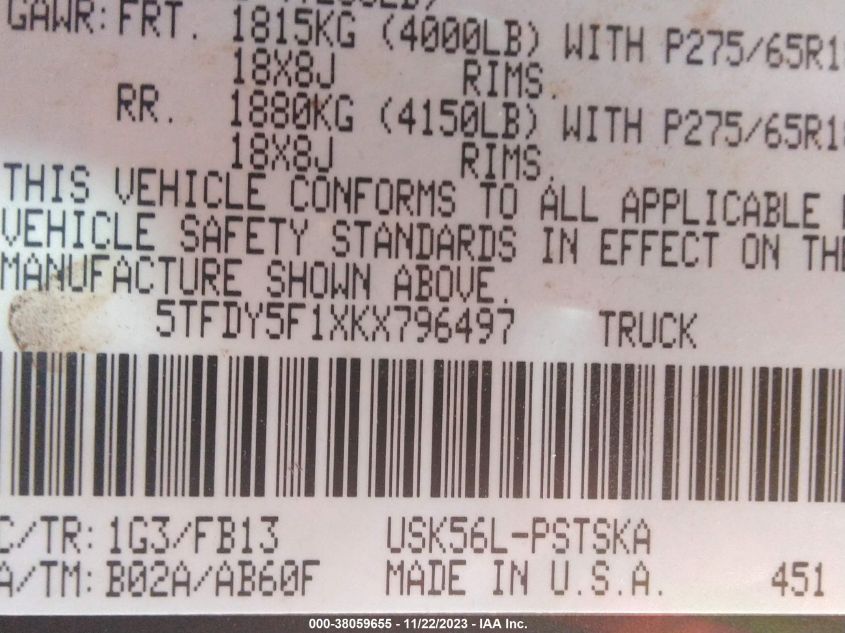 GAWR: FRT. 1815KG (4000LB) WITH P275/65R18
18X8J RIMS.
RR. 1880KG (4150LB) WITH P275/65R18
18X8J RIMS.
THIS VEHICLE CONFORMS TO ALL APPLICABLE
VEHICLE SAFETY STANDARDS IN EFFECT ON THE
MANUFACTURE SHOWN ABOVE.
5TFDY5F1XKX796497 TRUCK
C/TR: 1G3/FB13 USK56L-PSTSKA
A/TM: B02A/AB60F MADE IN U.S.A. 451
000-38059655 - 11/22/2023 - IAA Inc.